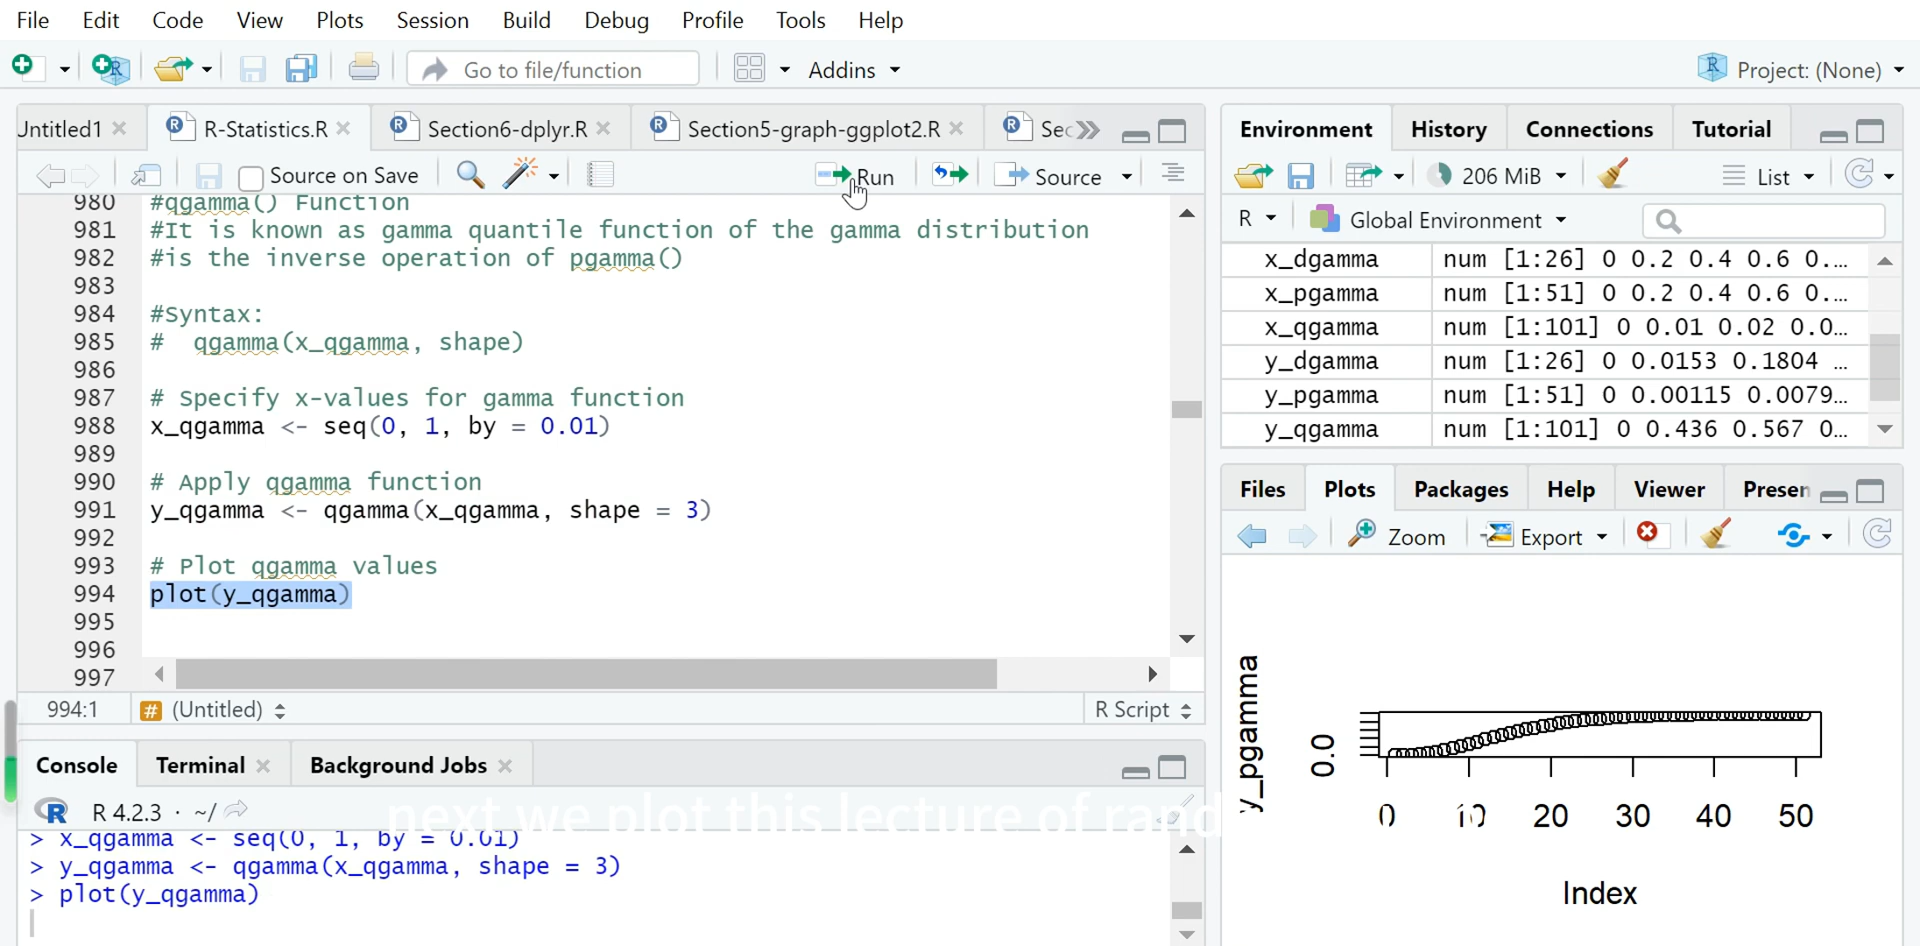 File Edit Code View Plots Session Build Debug Profile Tools Help
Go to file/function Addins Project: (None)
Untitled1 R-Statistics.R Section6-dplyr.R Section5-graph-ggplot2.R Sec
Source on Save Run Source
980 #qgamma() Function
981 #It is known as gamma quantile function of the gamma distribution
982 #is the inverse operation of pgamma()
983
984 #Syntax:
985 # qgamma(x_qgamma, shape)
986
987 # Specify x-values for gamma function
988 x_qgamma <- seq(0, 1, by = 0.01)
989
990 # Apply qgamma function
991 y_qgamma <- qgamma(x_qgamma, shape = 3)
992
993 # Plot qgamma values
994 plot(y_qgamma)
995
996
997
994:1 # (Untitled) R Script
Console Terminal Background Jobs
R R 4.2.3 · ~/
next we plot this lecture of rand
> x_qgamma <- seq(0, 1, by = 0.01)
> y_qgamma <- qgamma(x_qgamma, shape = 3)
> plot(y_qgamma)
Environment History Connections Tutorial
206 MiB List
R Global Environment
x_dgamma num [1:26] 0 0.2 0.4 0.6 0....
x_pgamma num [1:51] 0 0.2 0.4 0.6 0....
x_qgamma num [1:101] 0 0.01 0.02 0.0...
y_dgamma num [1:26] 0 0.0153 0.1804 ...
y_pgamma num [1:51] 0 0.00115 0.0079...
y_qgamma num [1:101] 0 0.436 0.567 0...
Files Plots Packages Help Viewer Presen
Zoom Export
y_pgamma
0.0
0 10 20 30 40 50
Index